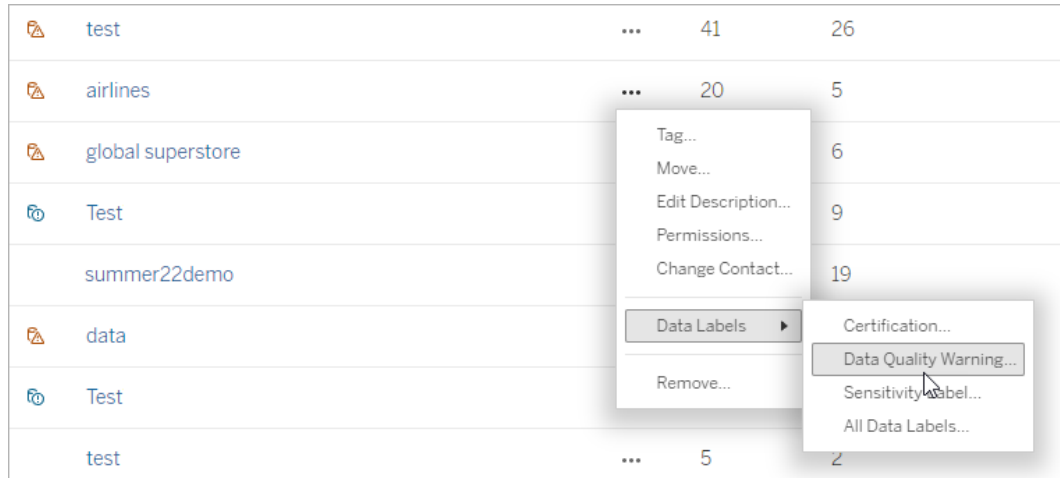 test ... 41 26
airlines ... 20 5
global superstore 6
Test 9
summer22demo 19
data
Test
test ... 5 2
Tag...
Move...
Edit Description...
Permissions...
Change Contact...
Data Labels
Remove...
Certification...
Data Quality Warning...
Sensitivity Label...
All Data Labels...